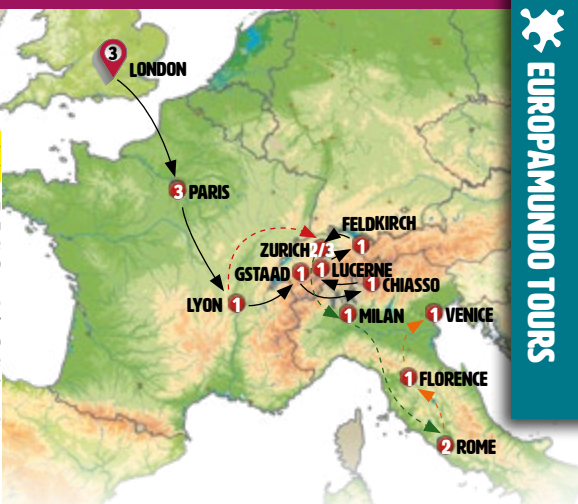 3 LONDON
3 PARIS
FELDKIRCH
1
ZURICH 2/3
GSTAAD 1
1 LUCERNE
1 CHIASSO
LYON 1
1 MILAN
1 VENICE
1 FLORENCE
2 ROME
EUROPAMUNDO TOURS